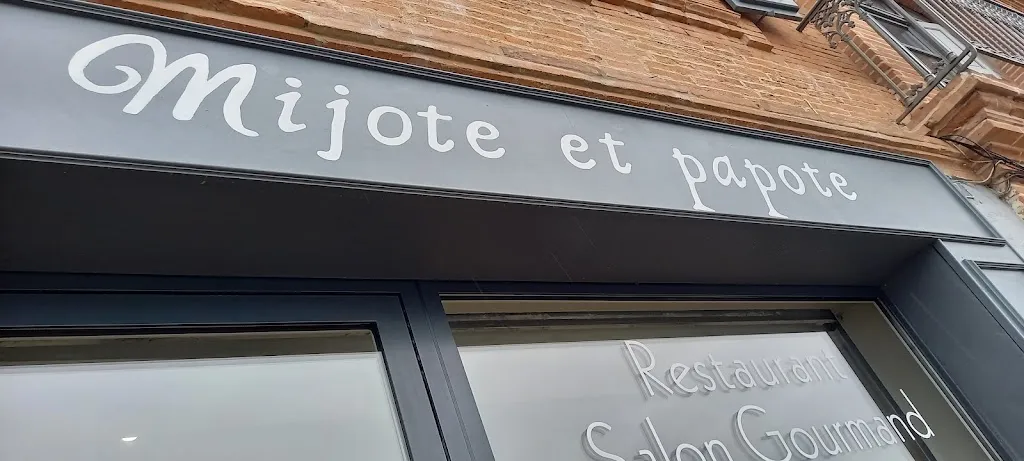 Mijote et papote
Restaurant
Salon Gourmand